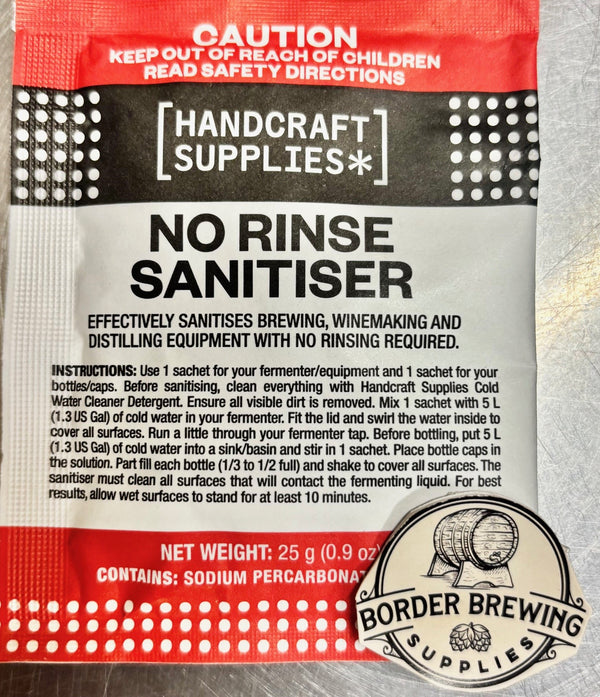 CAUTION
KEEP OUT OF REACH OF CHILDREN
READ SAFETY DIRECTIONS
[HANDCRAFT
SUPPLIES*]
NO RINSE
SANITISER
EFFECTIVELY SANITISES BREWING, WINEMAKING AND
DISTILLING EQUIPMENT WITH NO RINSING REQUIRED.
INSTRUCTIONS: Use 1 sachet for your fermenter/equipment and 1 sachet for your
bottles/caps. Before sanitising, clean everything with Handcraft Supplies Cold
Water Cleaner Detergent. Ensure all visible dirt is removed. Mix 1 sachet with 5 L
(1.3 US Gal) of cold water in your fermenter. Fit the lid and swirl the water inside to
cover all surfaces. Run a little through your fermenter tap. Before bottling, put 5 L
(1.3 US Gal) of cold water into a sink/basin and stir in 1 sachet. Place bottle caps in
the solution. Part fill each bottle (1/3 to 1/2 full) and shake to cover all surfaces. The
sanitiser must clean all surfaces that will contact the fermenting liquid. For best
results, allow wet surfaces to stand for at least 10 minutes.
NET WEIGHT: 25 g (0.9 oz)
CONTAINS: SODIUM PERCARBONAT
BORDER BREWING
SUPPLIES